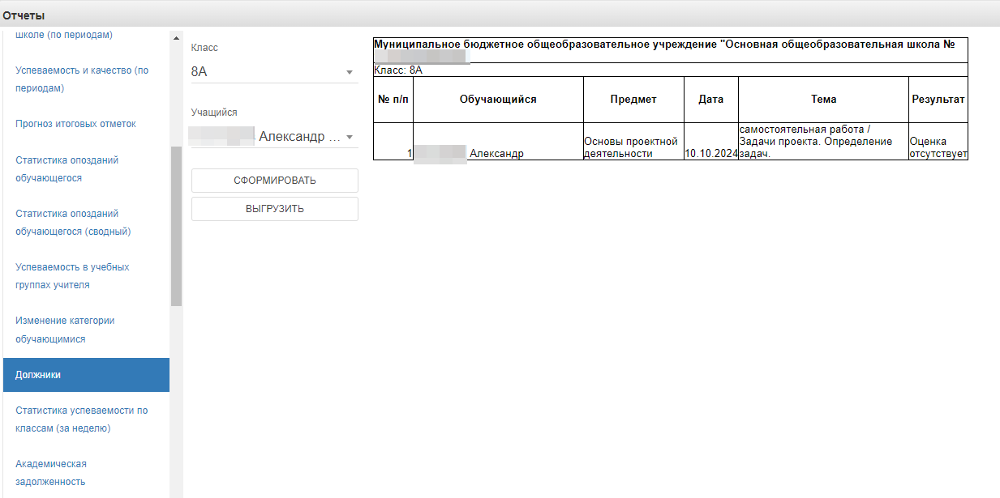 Отчеты
школе (по периодам)
Успеваемость и качество (по
периодам)
Прогноз итоговых отметок
Статистика опозданий
обучающегося
Статистика опозданий
обучающегося (сводный)
Успеваемость в учебных
группах учителя
Изменение категории
обучающимися
Должники
Статистика успеваемости по
классам (за неделю)
Академическая
задолженность
Класс
8А
Учащийся
Александр ...
СФОРМИРОВАТЬ
ВЫГРУЗИТЬ
Муниципальное бюджетное общеобразовательное учреждение "Основная общеобразовательная школа №
Класс: 8А
№ п/п Обучающийся Предмет Дата Тема Результат
самостоятельная работа /
Основы проектной Задачи проекта. Определение Оценка
1 Александр деятельности 10.10.2024 задач. отсутствует